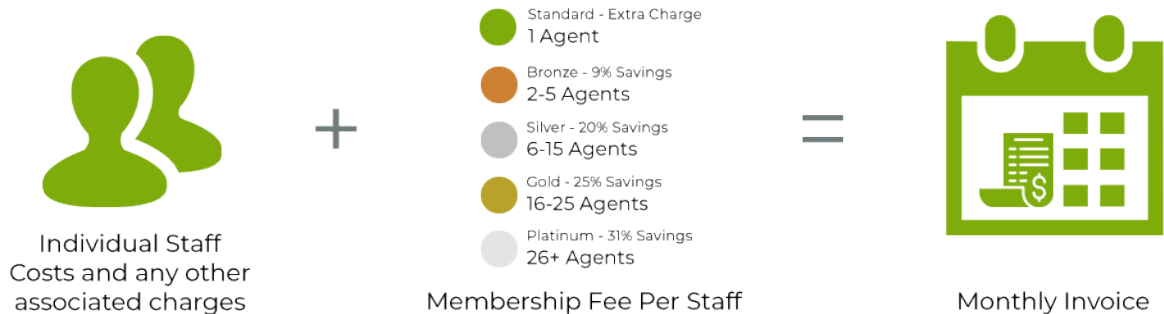 Individual Staff
Costs and any other
associated charges
+
Standard - Extra Charge
1 Agent
Bronze - 9% Savings
2-5 Agents
Silver - 20% Savings
6-15 Agents
Gold - 25% Savings
16-25 Agents
Platinum - 31% Savings
26+ Agents
Membership Fee Per Staff
=
$
Monthly Invoice